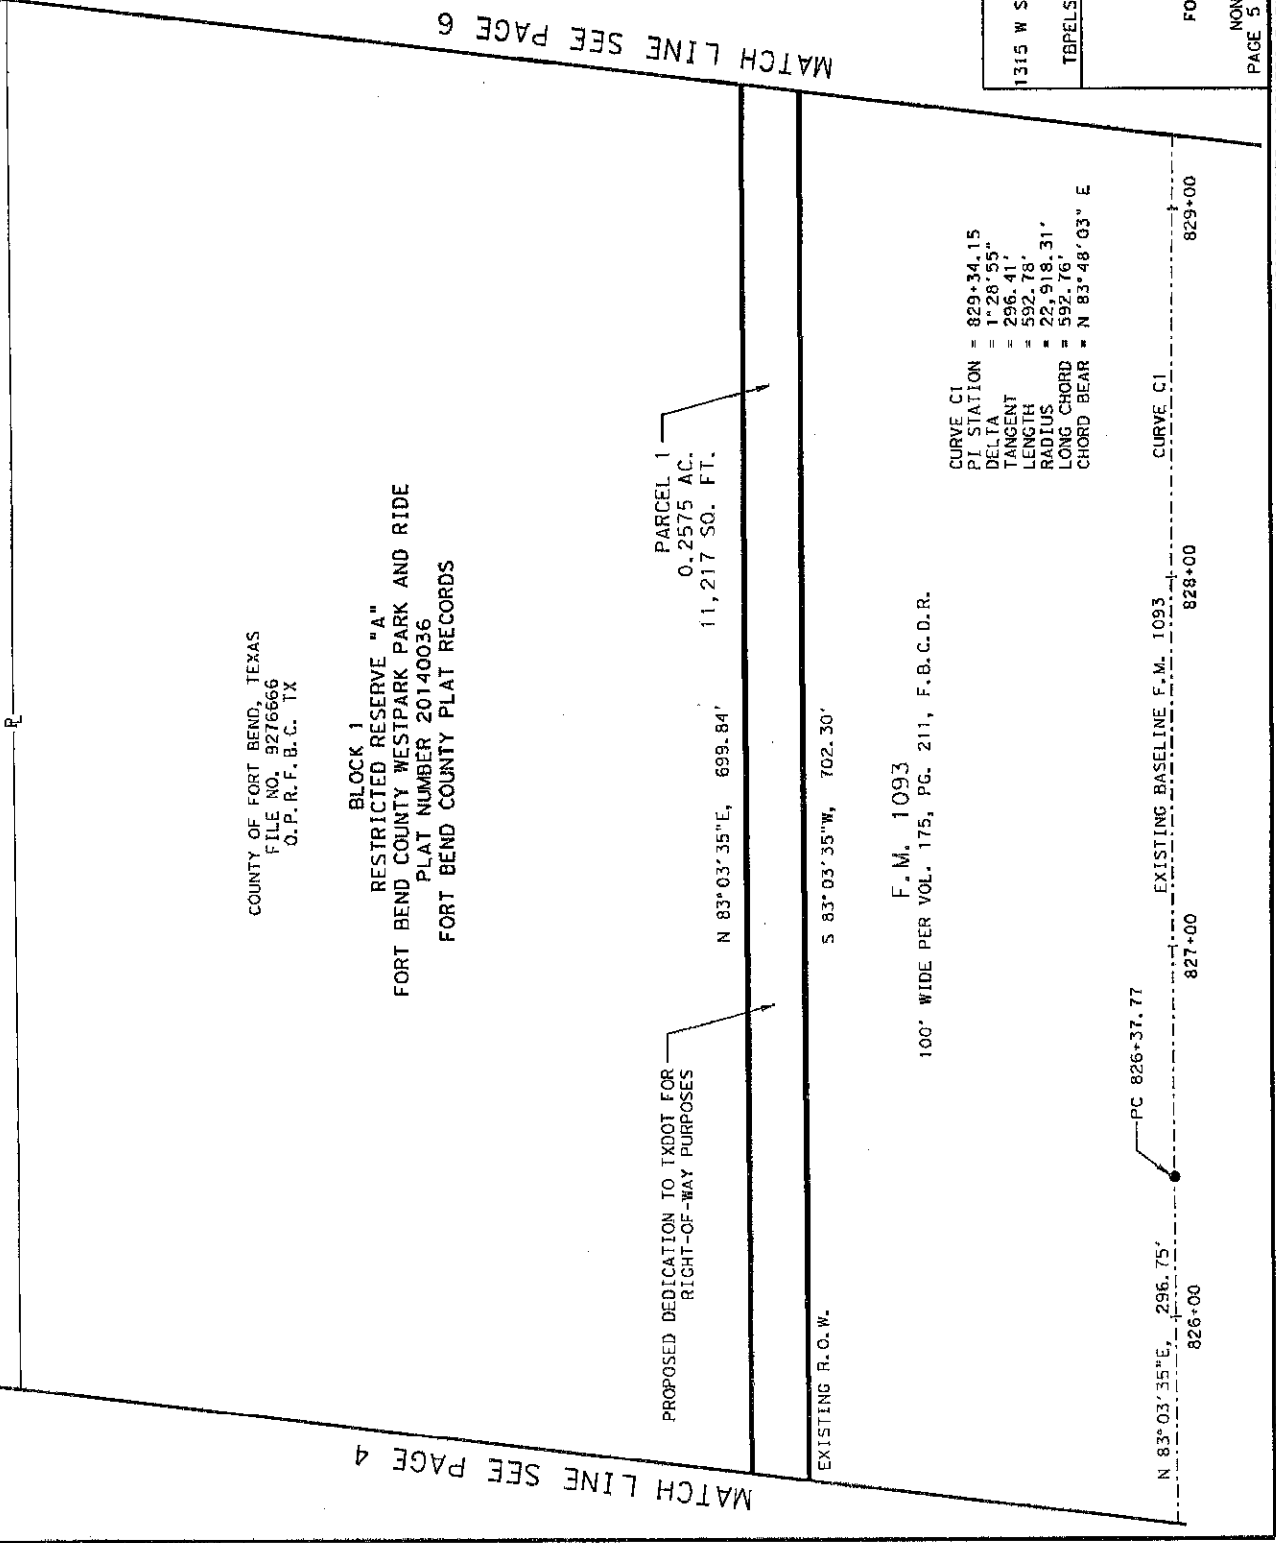 MATCH LINE SEE PAGE 6
MATCH LINE SEE PAGE 4
PL
COUNTY OF FORT BEND, TEXAS
FILE NO. 9276666
O.P.R.F.B.C. TX
BLOCK 1
RESTRICTED RESERVE "A"
FORT BEND COUNTY WESTPARK PARK AND RIDE
PLAT NUMBER 20140036
FORT BEND COUNTY PLAT RECORDS
PROPOSED DEDICATION TO TXDOT FOR
RIGHT-OF-WAY PURPOSES
PARCEL 1
0.2575 AC.
11,217 SQ. FT.
N 83°03'35"E, 699.84'
S 83°03'35"W, 702.30'
EXISTING R.O.W.
F.M. 1093
100' WIDE PER VOL. 175, PG. 211, F.B.C.D.R.
CURVE C1
PI STATION = 829+34.15
DELTA = 1°28'55"
TANGENT = 296.41'
LENGTH = 592.78'
RADIUS = 22,918.31'
LONG CHORD = 592.76'
CHORD BEAR = N 83°48'03" E
PC 826+37.77
N 83°03'35"E, 296.75'
EXISTING BASELINE F.M. 1093
CURVE C1
826+00
827+00
828+00
829+00
1315 W S
TBPELS
FO
NON
PAGE 5